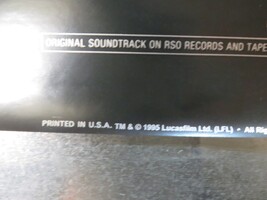 ORIGINAL SOUNDTRACK ON RSO RECORDS AND TAPE
PRINTED IN U.S.A. TM & © 1995 Lucasfilm Ltd. (LFL) • All Rig